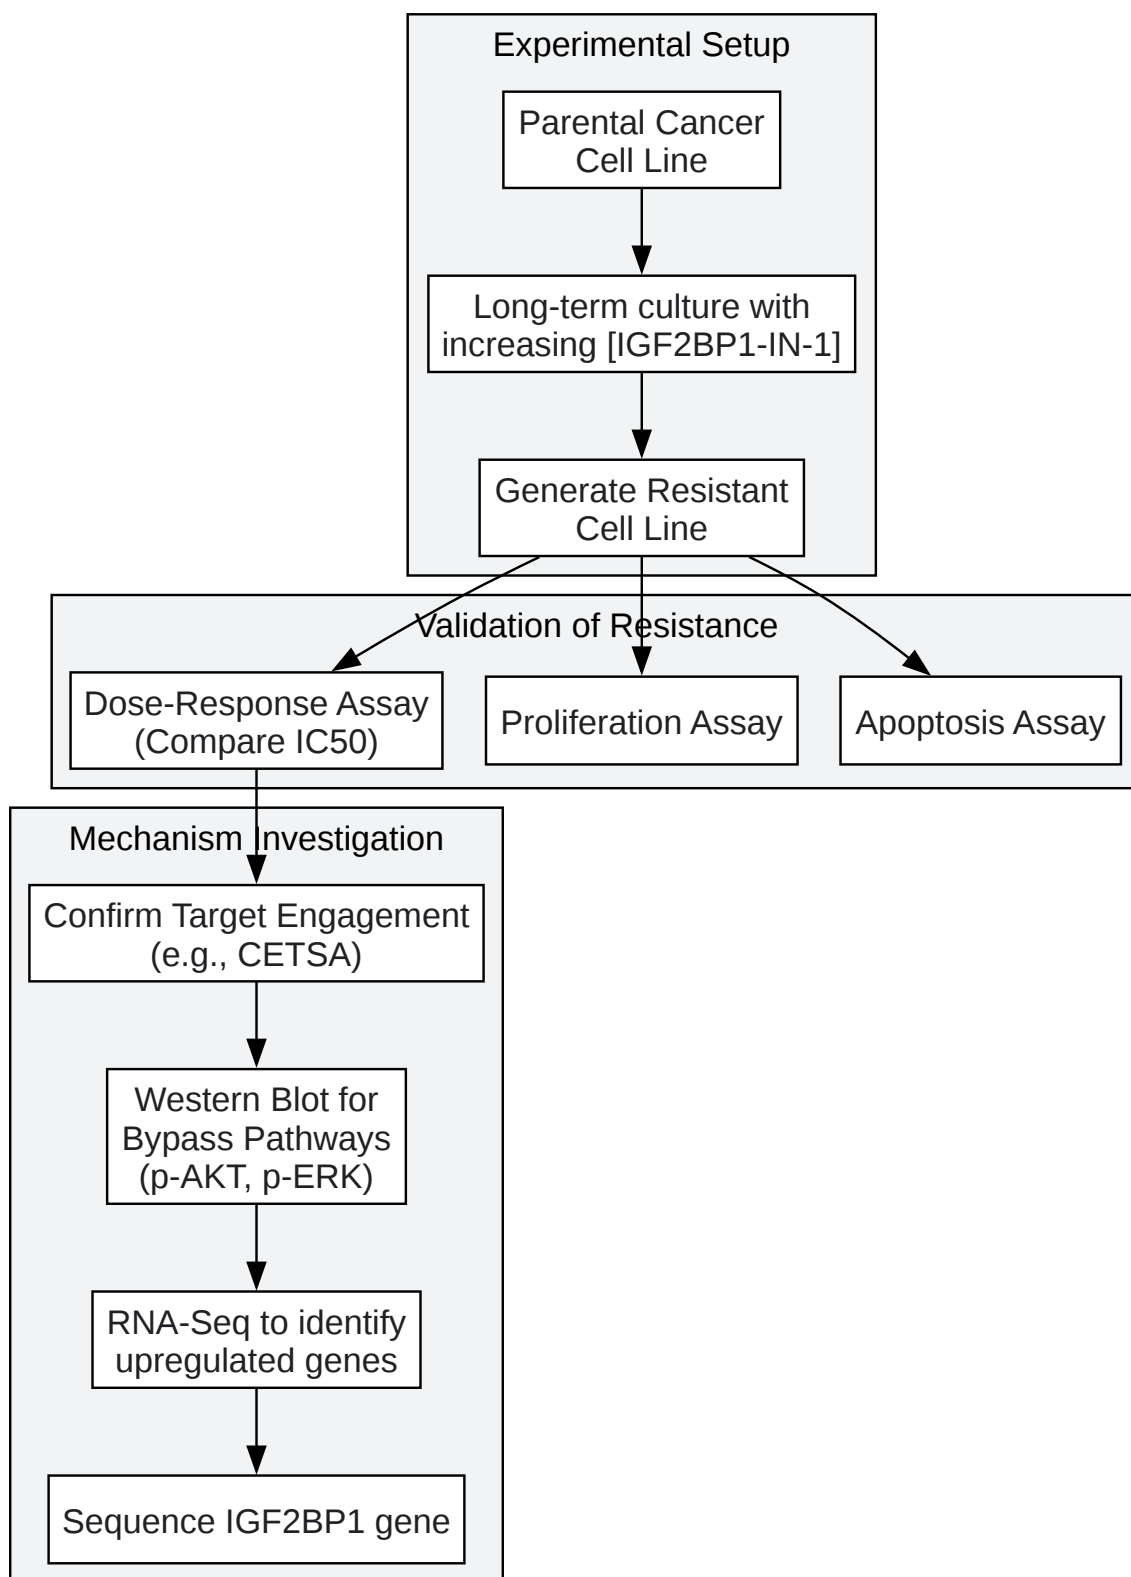 Experimental Setup
Parental Cancer
Cell Line
Long-term culture with
increasing [IGF2BP1-IN-1]
Generate Resistant
Cell Line
Validation of Resistance
Dose-Response Assay
(Compare IC50)
Proliferation Assay
Apoptosis Assay
Mechanism Investigation
Confirm Target Engagement
(e.g., CETSA)
Western Blot for
Bypass Pathways
(p-AKT, p-ERK)
RNA-Seq to identify
upregulated genes
Sequence IGF2BP1 gene